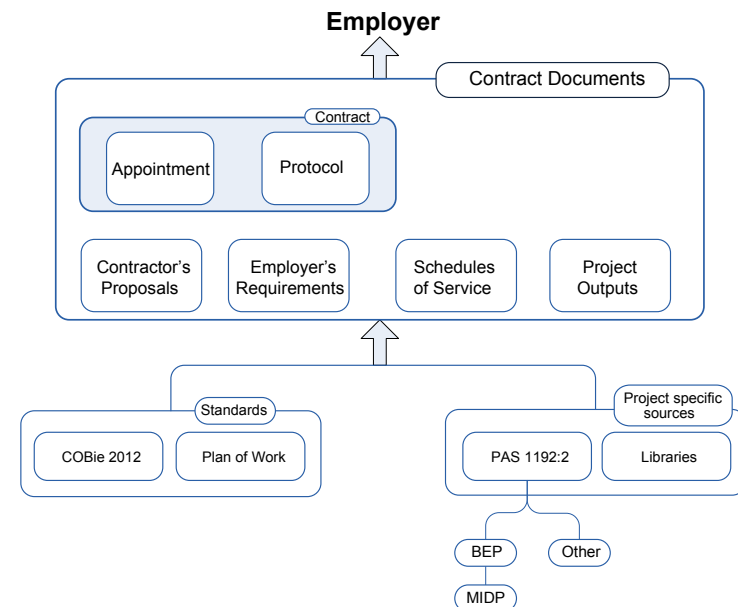 Employer
Contract Documents
Contract
Appointment
Protocol
Contractor's
Proposals
Employer's
Requirements
Schedules
of Service
Project
Outputs
Standards
COBie 2012
Plan of Work
Project specific
sources
PAS 1192:2
Libraries
BEP
Other
MIDP